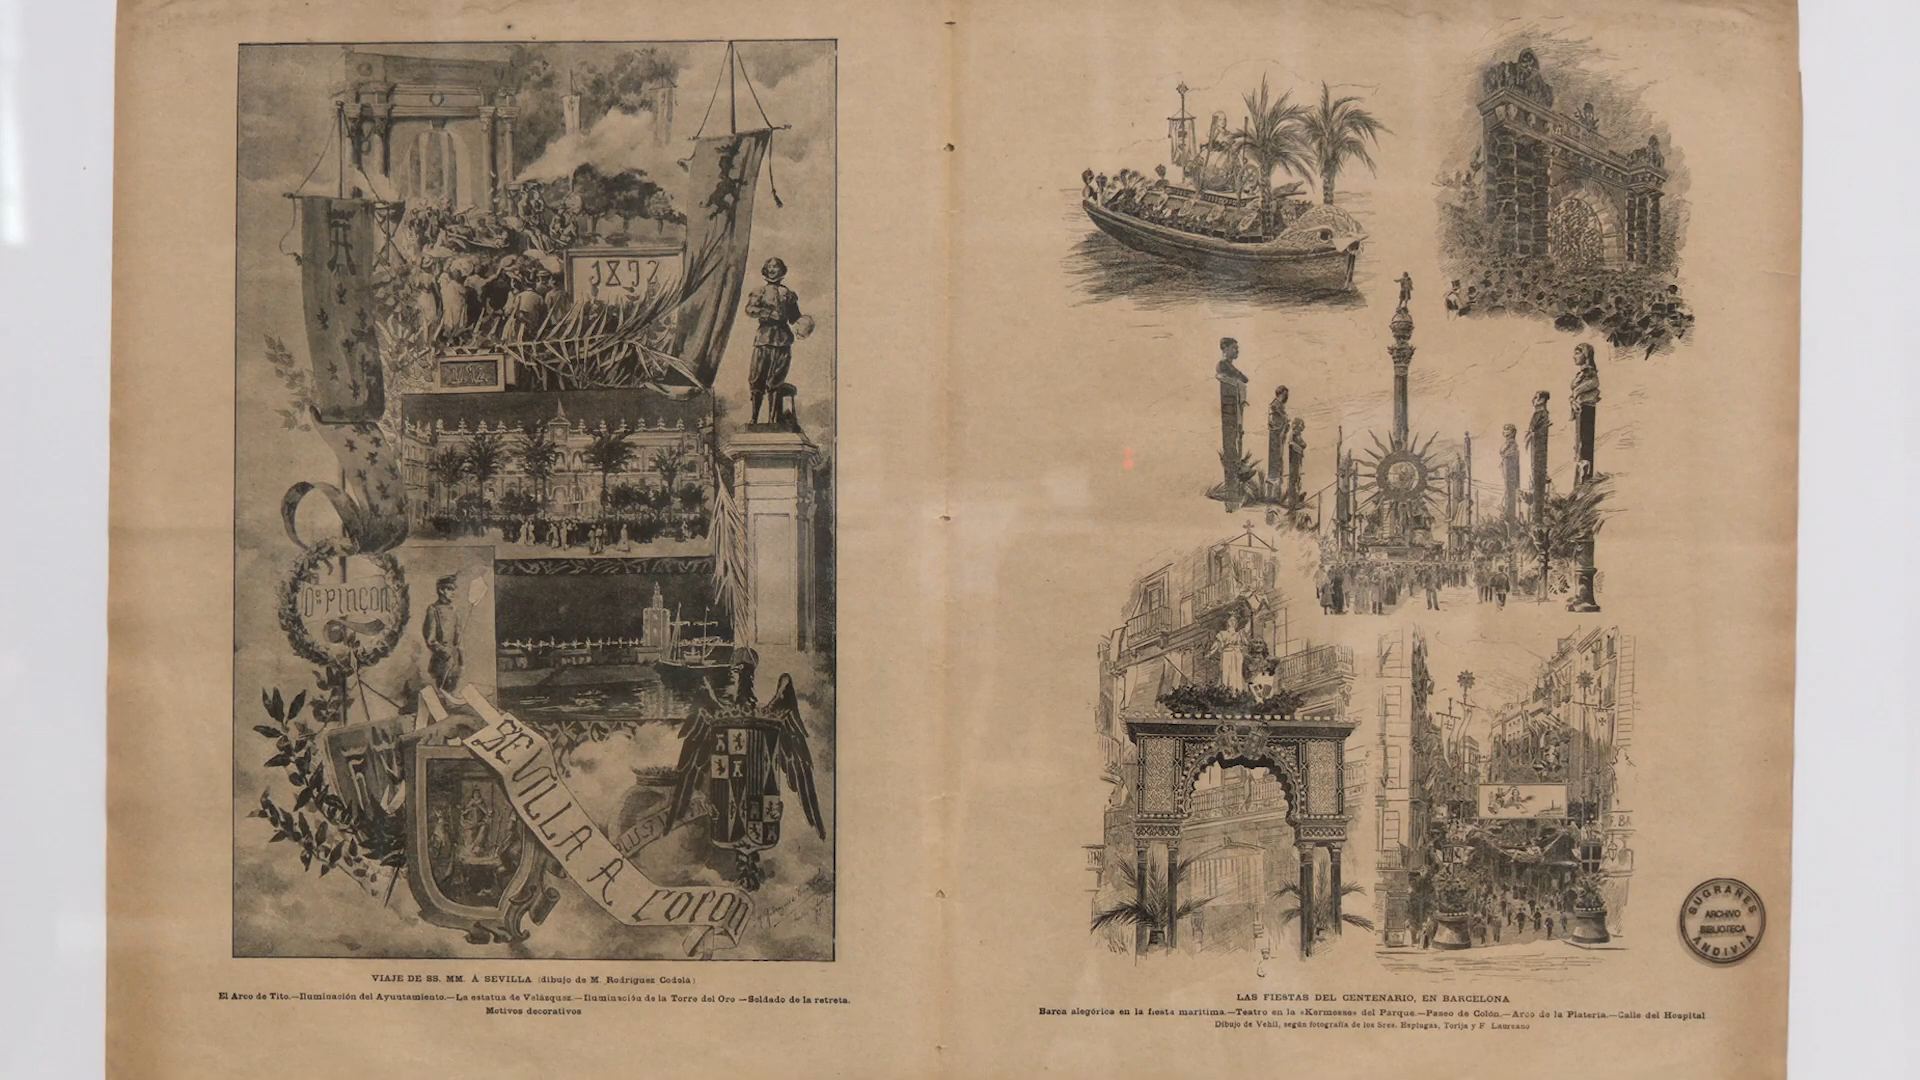 1892
Ds PINÇON
SEVILLA A
COLON
VIAJE DE SS. MM. Á SEVILLA (dibujo de M. Rodríguez Codolá)
El Arco de Tito.—Iluminación del Ayuntamiento.—La estatua de Velázquez.—Iluminación de la Torre del Oro.—Soldado de la retreta.
Motivos decorativos
LAS FIESTAS DEL CENTENARIO, EN BARCELONA
Barca alegórica en la fiesta marítima.—Teatro en la «Kermesse» del Parque.—Paseo de Colón.—Arco de la Platería.—Calle del Hospital
Dibujo de Vehil, según fotografía de los Sres. Esplugas, Torija y F. Laureano
SUGRAÑES
ARCHIVO
BIBLIOTECA
ANDIVIA